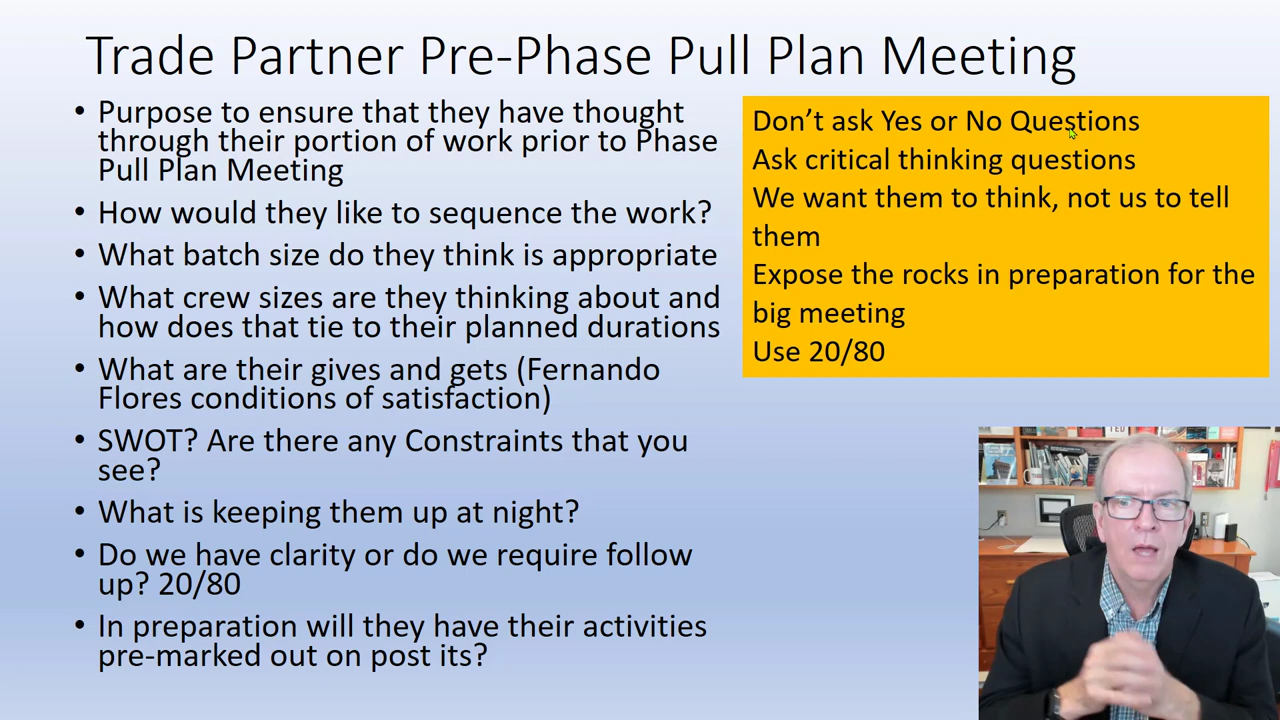 Trade Partner Pre-Phase Pull Plan Meeting
• Purpose to ensure that they have thought
through their portion of work prior to Phase
Pull Plan Meeting
• How would they like to sequence the work?
• What batch size do they think is appropriate
• What crew sizes are they thinking about and
how does that tie to their planned durations
• What are their gives and gets (Fernando
Flores conditions of satisfaction)
• SWOT? Are there any Constraints that you
see?
• What is keeping them up at night?
• Do we have clarity or do we require follow
up? 20/80
• In preparation will they have their activities
pre-marked out on post its?
Don’t ask Yes or No Questions
Ask critical thinking questions
We want them to think, not us to tell
them
Expose the rocks in preparation for the
big meeting
Use 20/80
TED